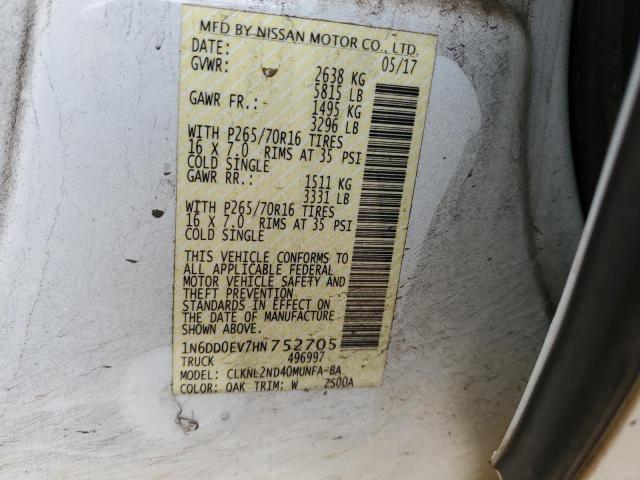 MFD BY NISSAN MOTOR CO., LTD.
DATE: 05/17
GVWR: 2638 KG
5815 LB
GAWR FR.: 1495 KG
3296 LB
WITH P265/70R16 TIRES
16 X 7.0 RIMS AT 35 PSI
COLD SINGLE
GAWR RR.: 1511 KG
3331 LB
WITH P265/70R16 TIRES
16 X 7.0 RIMS AT 35 PSI
COLD SINGLE
THIS VEHICLE CONFORMS TO
ALL APPLICABLE FEDERAL
MOTOR VEHICLE SAFETY AND
THEFT PREVENTION
STANDARDS IN EFFECT ON
THE DATE OF MANUFACTURE
SHOWN ABOVE.
1N6DD0EV7HN752705
TRUCK 496997
MODEL: CLKNL2ND40MUNFA-BA
COLOR: QAK TRIM: W 2S00A